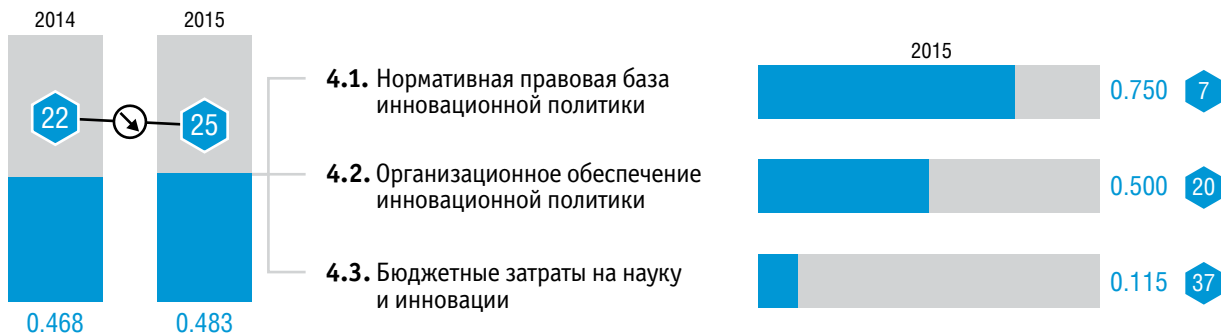 2014
2015
22
25
0.468
0.483
4.1. Нормативная правовая база
инновационной политики
4.2. Организационное обеспечение
инновационной политики
4.3. Бюджетные затраты на науку
и инновации
2015
0.750
7
0.500
20
0.115
37